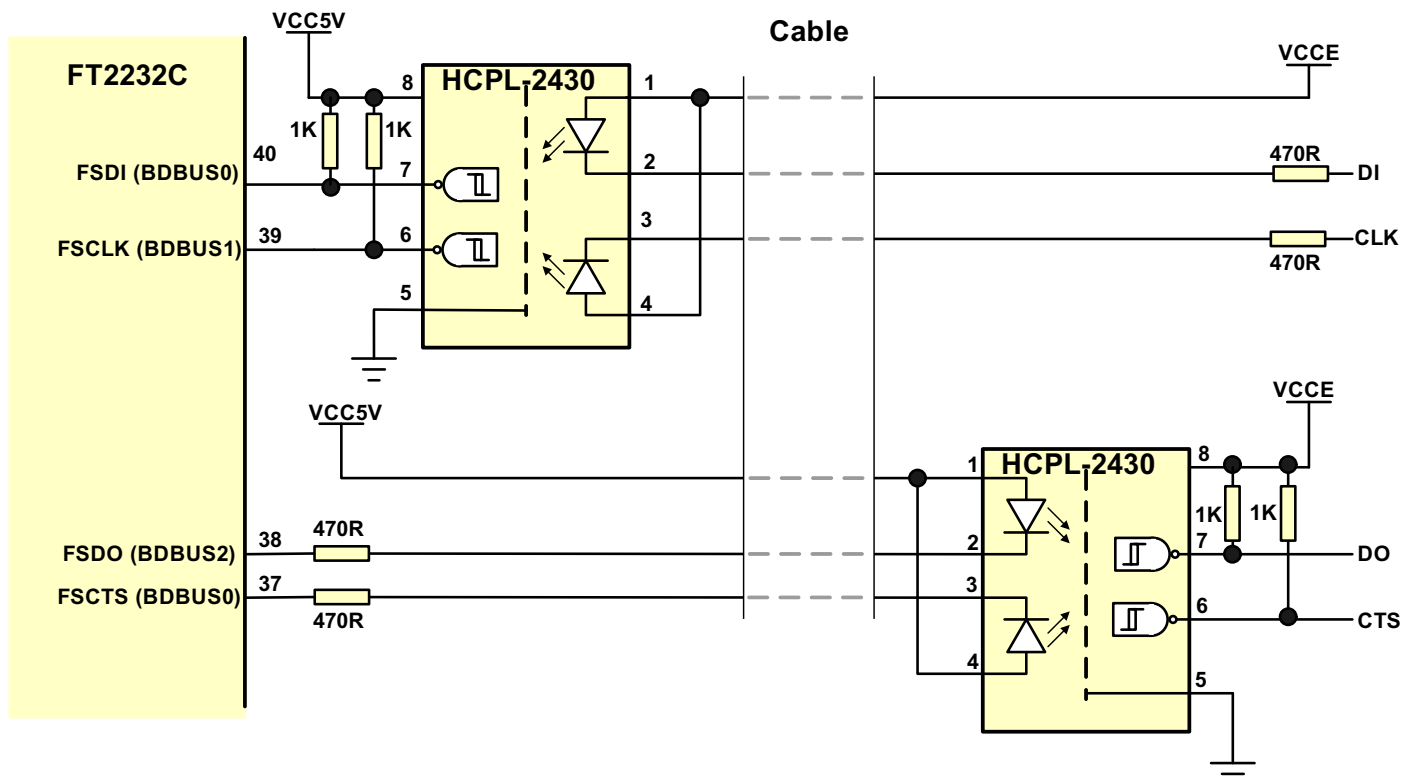 VCC5V
Cable
VCCE
FT2232C
8
HCPL-2430
1
1K
1K
40
FSDI (BDBUS0)
7
2
470R
DI
3
FSCLK (BDBUS1)
39
6
CLK
470R
5
4
VCC5V
VCCE
1
HCPL-2430
8
1K
1K
FSDO (BDBUS2)
38
470R
2
7
DO
FSCTS (BDBUS0)
37
470R
3
6
CTS
4
5